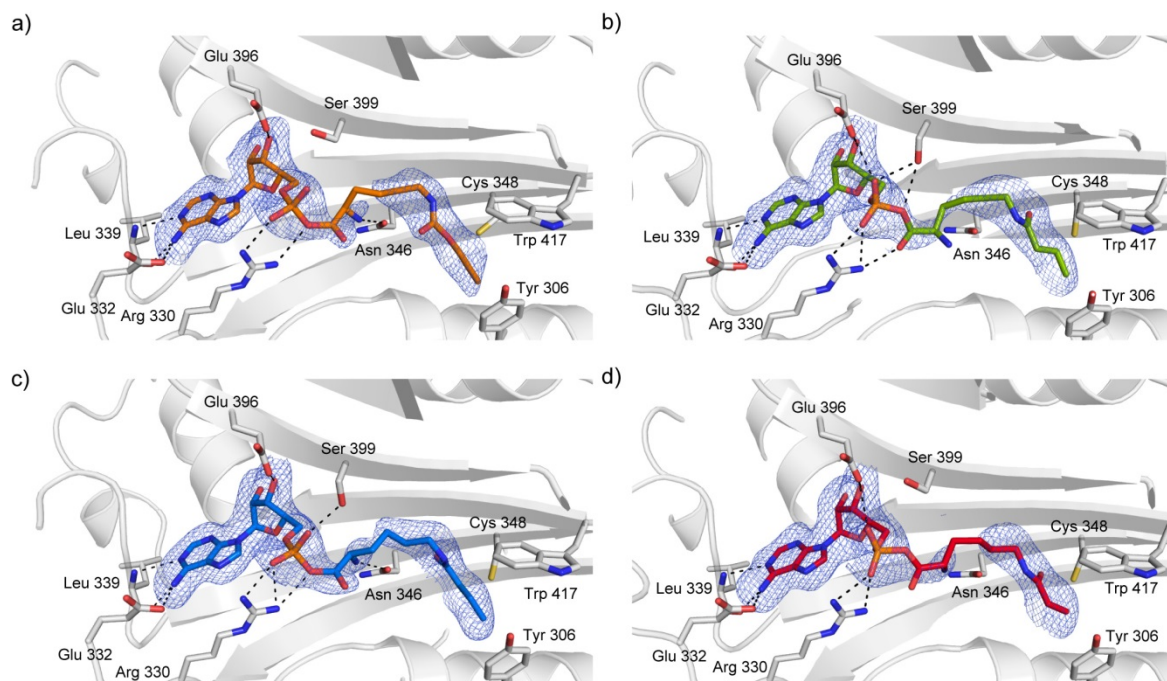 a)
Glu 396
Ser 399
Cys 348
Leu 339
Asn 346
Trp 417
Glu 332
Arg 330
Tyr 306
b)
Glu 396
Ser 399
Cys 348
Leu 339
Asn 346
Trp 417
Glu 332
Arg 330
Tyr 306
c)
Glu 396
Ser 399
Cys 348
Leu 339
Asn 346
Trp 417
Glu 332
Arg 330
Tyr 306
d)
Glu 396
Ser 399
Cys 348
Leu 339
Asn 346
Trp 417
Glu 332
Arg 330
Tyr 306